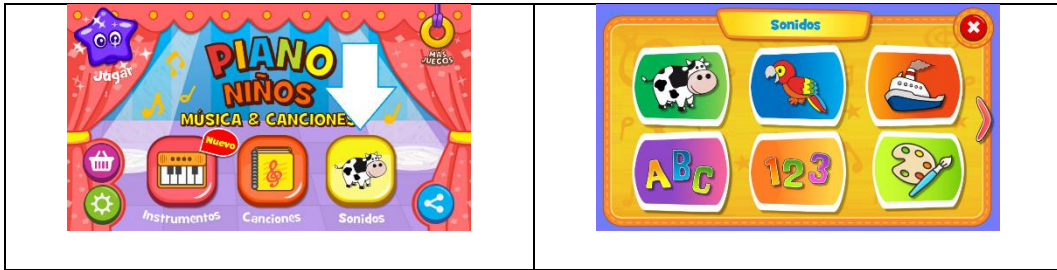 Jugar
PIANO
NIÑOS
MÚSICA & CANCIONES
MÁS
JUEGOS
Nuevo
Instrumentos
Canciones
Sonidos
Sonidos
ABC
123